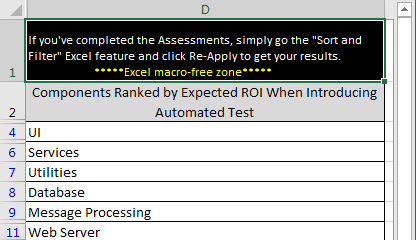 D
If you've completed the Assessments, simply go the "Sort and
Filter" Excel feature and click Re-Apply to get your results.
*****Excel macro-free zone*****
1
Components Ranked by Expected ROI When Introducing
Automated Test
2
4 UI
6 Services
7 Utilities
8 Database
9 Message Processing
11 Web Server